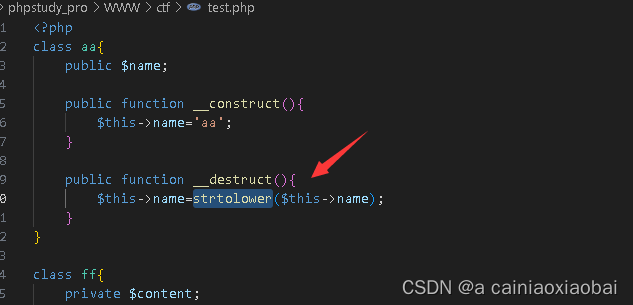 phpstudy_pro > WWW > ctf > test.php
1 <?php
2 class aa{
3 public $name;
4
5 public function __construct(){
6 $this->name='aa';
7 }
8
9 public function __destruct(){
0 $this->name=strtolower($this->name);
1 }
2 }
3
4 class ff{
5 private $content;
CSDN @a cainiaoxiaobai